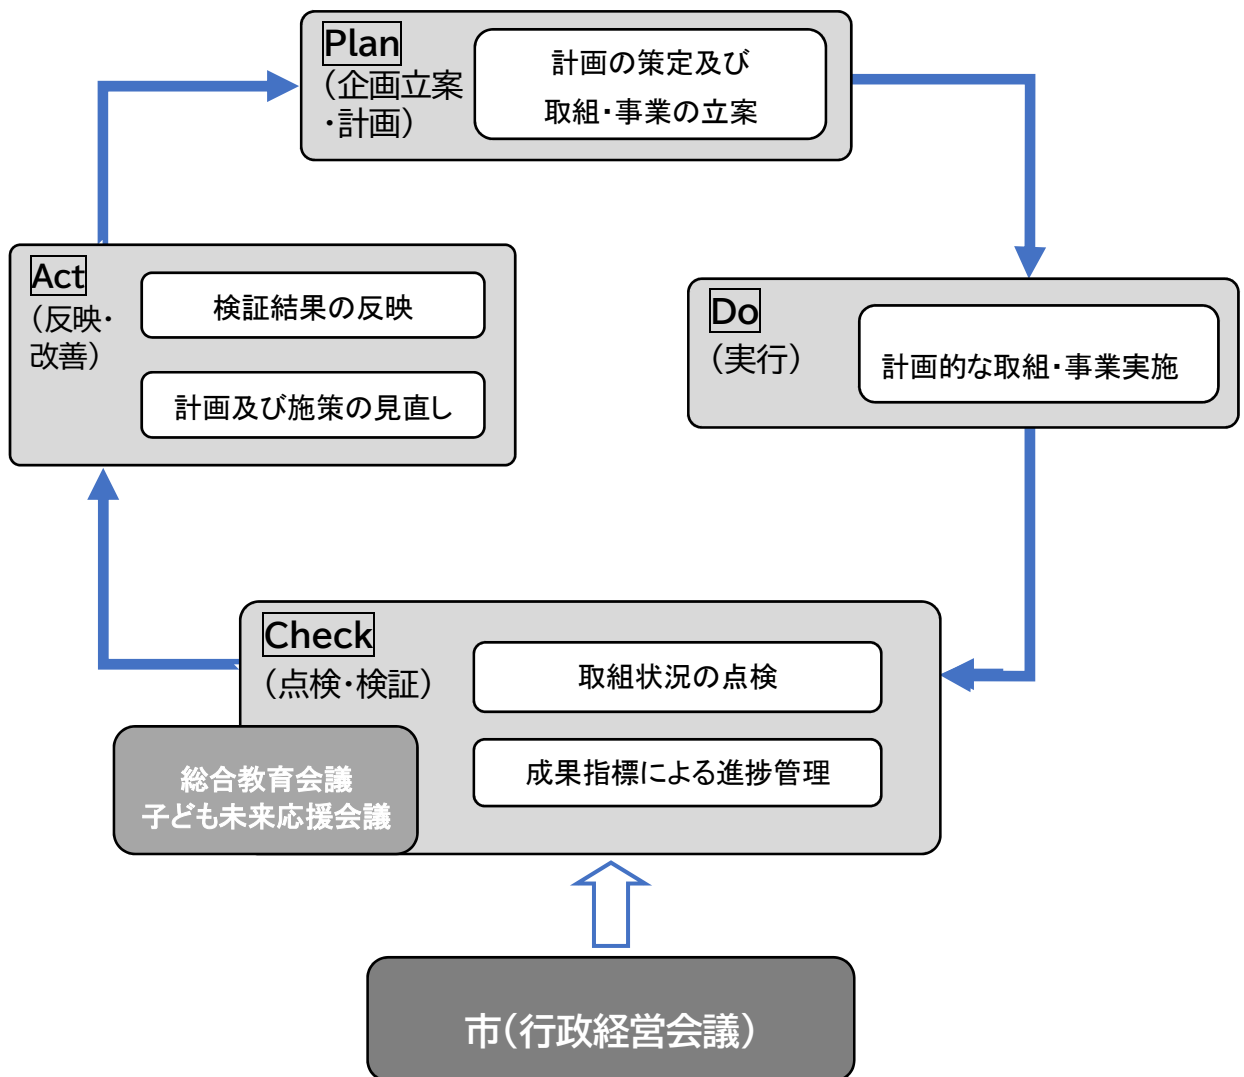 Plan
（企画立案
・計画）
計画の策定及び
取組・事業の立案
Act
（反映・
改善）
検証結果の反映
計画及び施策の見直し
Do
（実行）
計画的な取組・事業実施
Check
（点検・検証）
取組状況の点検
成果指標による進捗管理
総合教育会議
子ども未来応援会議
市（行政経営会議）